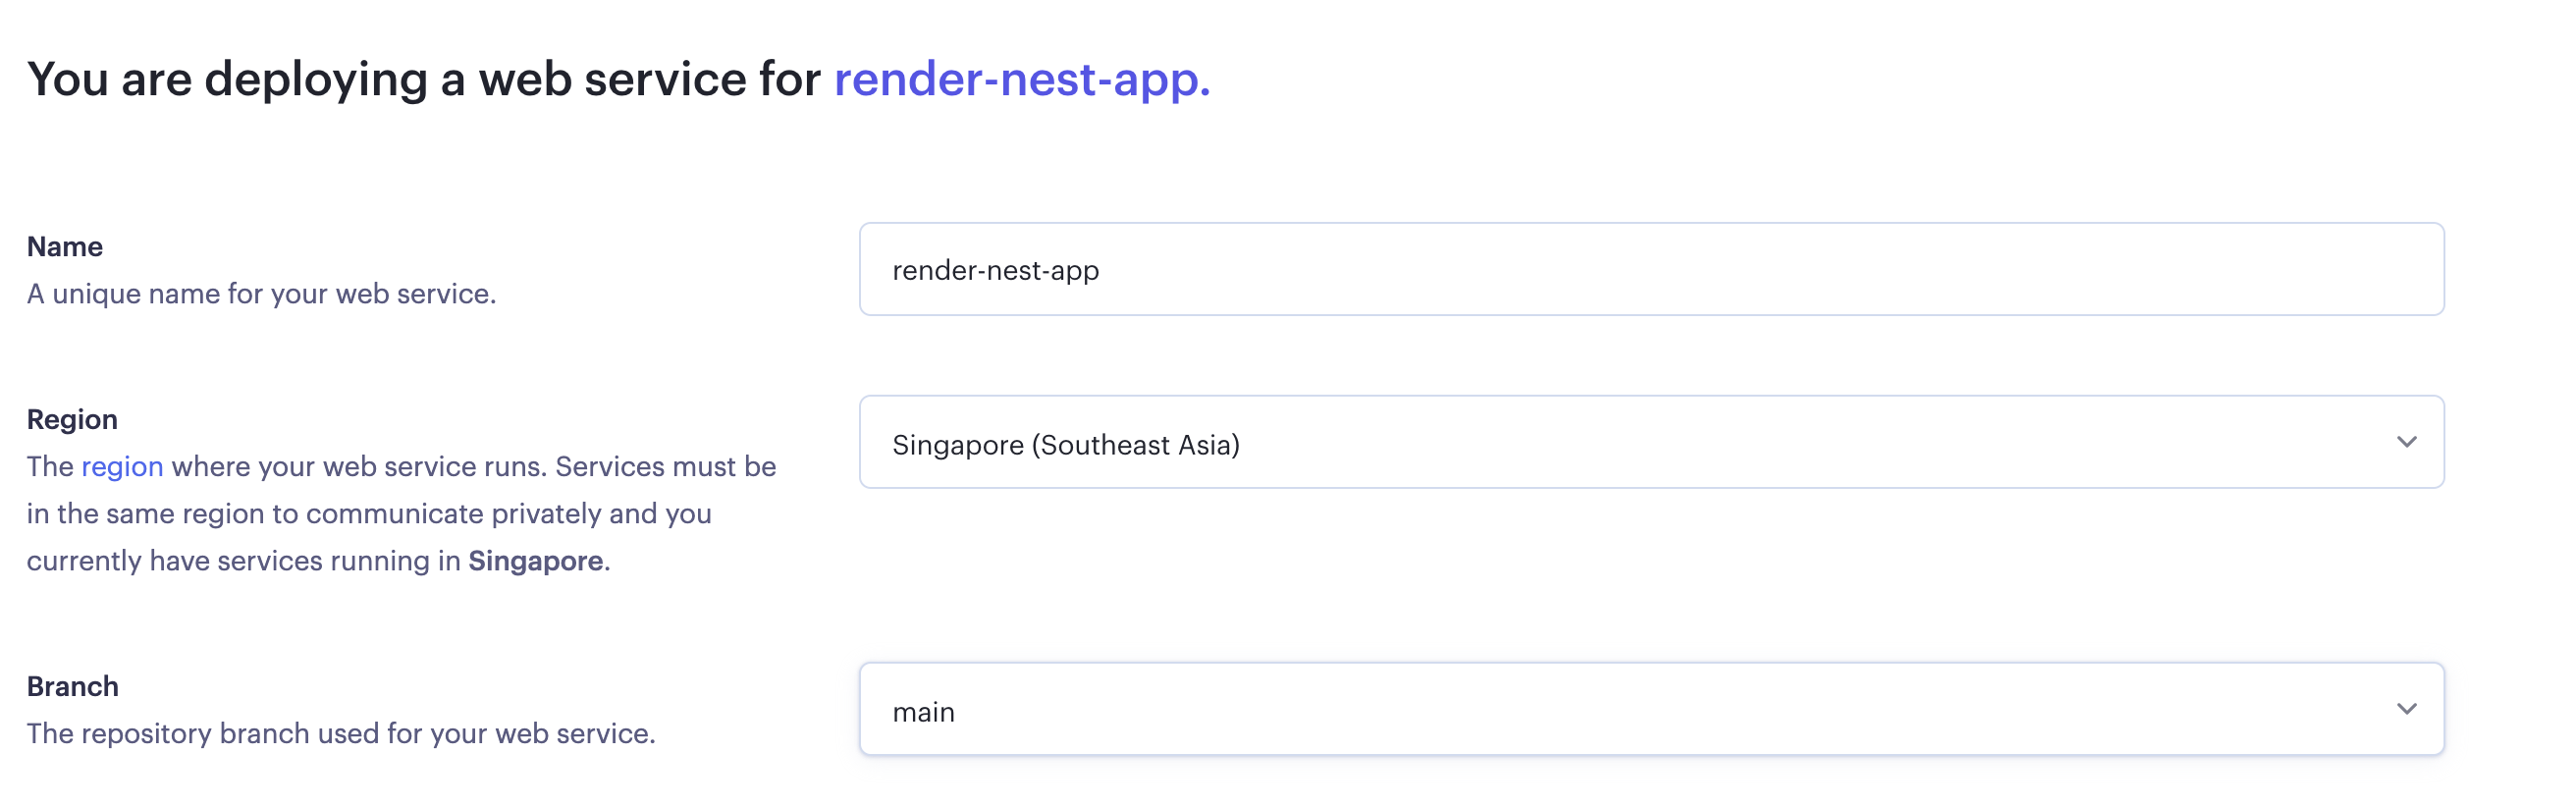 You are deploying a web service for render-nest-app.
Name
A unique name for your web service.
render-nest-app
Region
The region where your web service runs. Services must be
in the same region to communicate privately and you
currently have services running in Singapore.
Singapore (Southeast Asia)
Branch
The repository branch used for your web service.
main